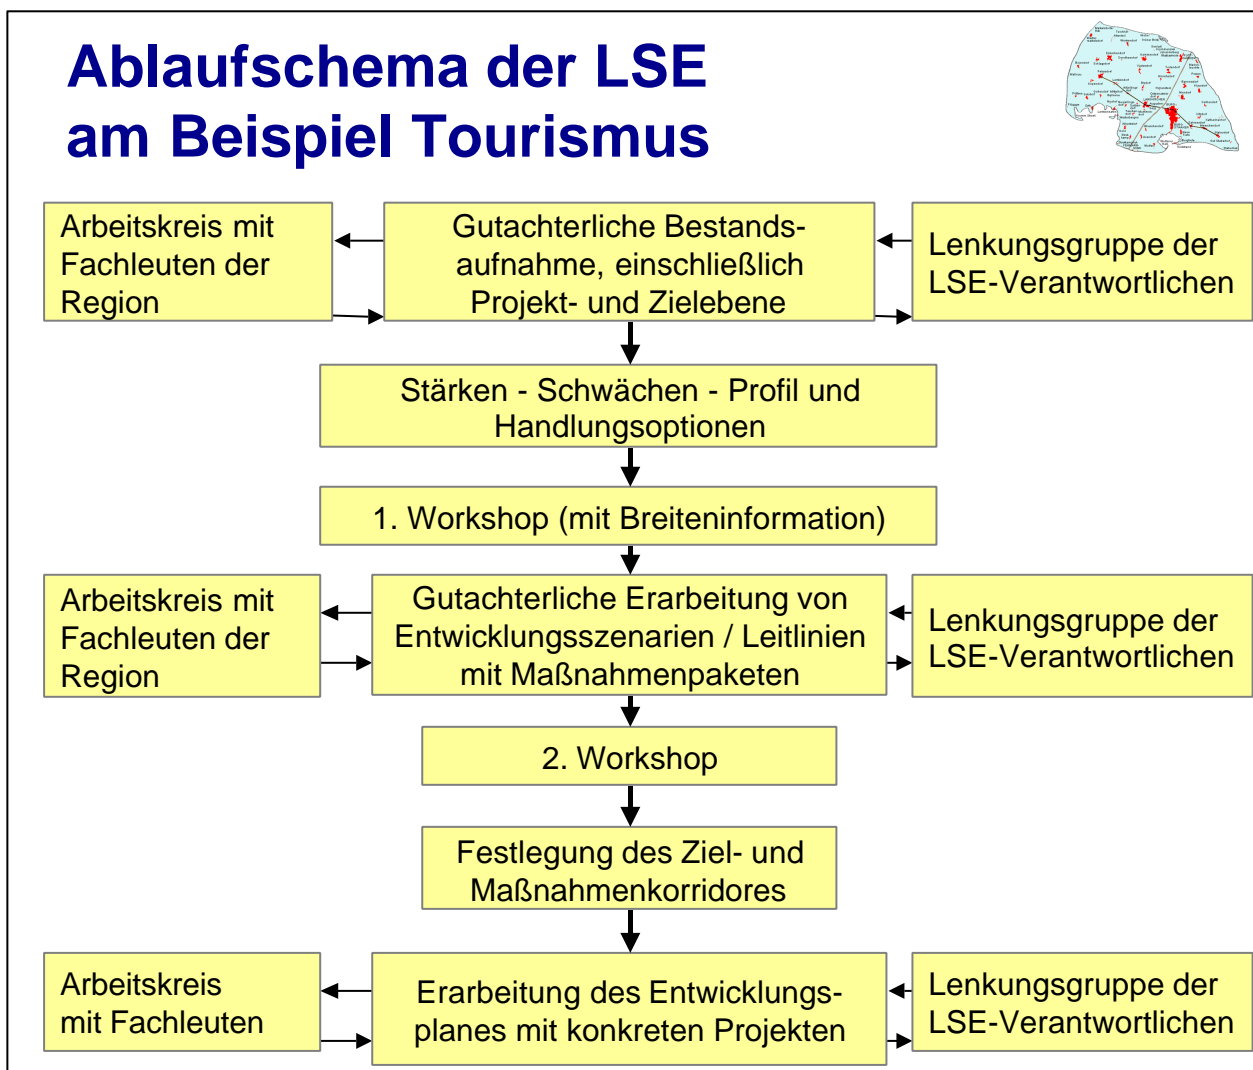 Ablaufschema der LSE
am Beispiel Tourismus
Arbeitskreis mit
Fachleuten der
Region
Gutachterliche Bestands-
aufnahme, einschließlich
Projekt- und Zielebene
Lenkungsgruppe der
LSE-Verantwortlichen
Stärken - Schwächen - Profil und
Handlungsoptionen
1. Workshop (mit Breiteninformation)
Arbeitskreis mit
Fachleuten der
Region
Gutachterliche Erarbeitung von
Entwicklungsszenarien / Leitlinien
mit Maßnahmenpaketen
Lenkungsgruppe der
LSE-Verantwortlichen
2. Workshop
Festlegung des Ziel- und
Maßnahmenkorridores
Arbeitskreis
mit Fachleuten
Erarbeitung des Entwicklungs-
planes mit konkreten Projekten
Lenkungsgruppe der
LSE-Verantwortlichen